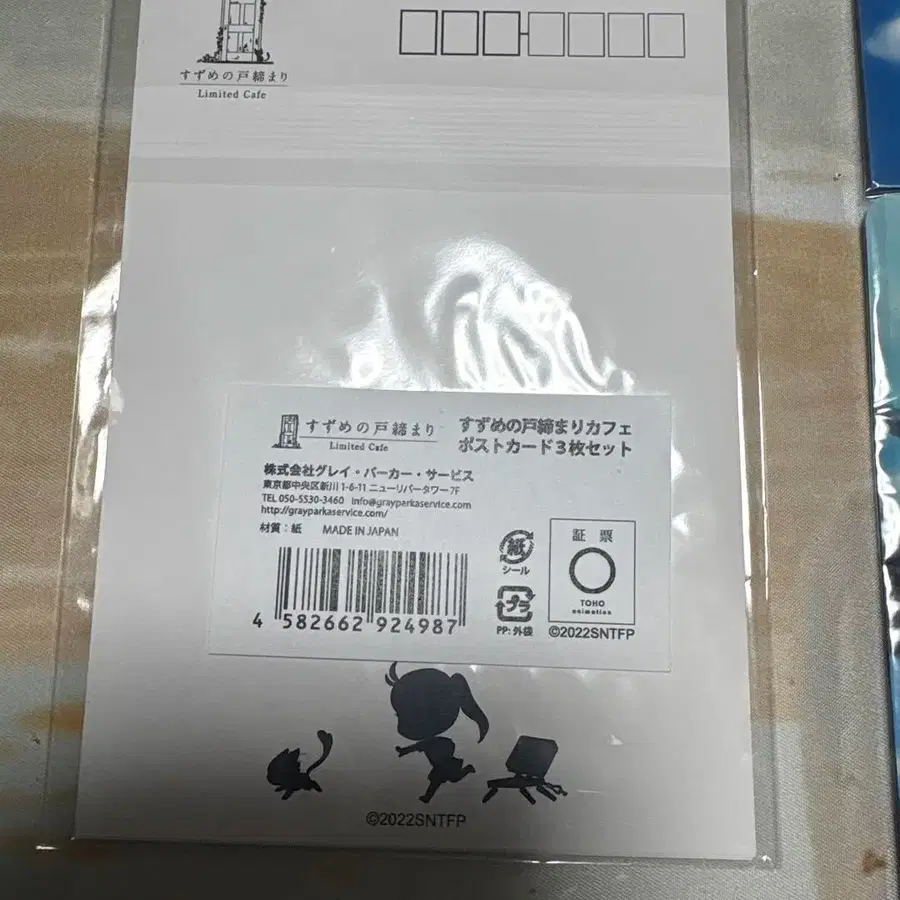 すずめの戸締まり
Limited Cafe
すずめの戸締まり
Limited Cafe
すずめの戸締まりカフェ
ポストカード3枚セット
株式会社グレイ・パーカー・サービス
東京都中央区新川1-6-11 ニューリバータワー7F
TEL 050-5530-3460 info@grayparkaservice.com
http://grayparkaservice.com/
材質:紙 MADE IN JAPAN
4 582662 924987
紙
シール
プラ
PP: 外袋
証票
TOHO
animation
©2022SNTFP
©2022SNTFP